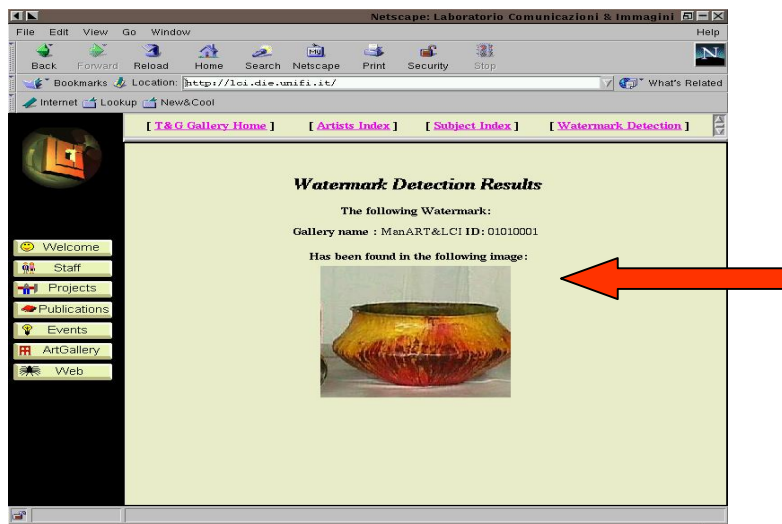 Netscape: Laboratorio Comunicazioni & Immagini
File Edit View Go Window Help
Back Forward Reload Home Search Netscape Print Security Stop
My
N
Bookmarks Location: http://lci.die.unifi.it/ What's Related
Internet Lookup New&Cool
[ T&G Gallery Home ] [ Artists Index ] [ Subject Index ] [ Watermark Detection ]
Watermark Detection Results
The following Watermark:
Gallery name : ManART&LCI ID: 01010001
Has been found in the following image:
Welcome
Staff
Projects
Publications
Events
ArtGallery
Web